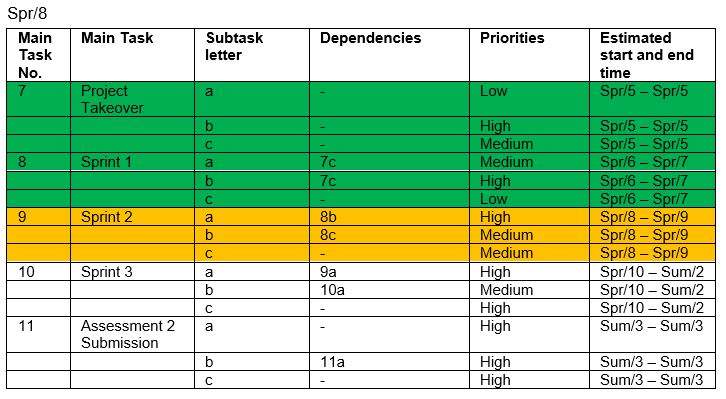 Spr/8
Main Task No. Main Task Subtask letter Dependencies Priorities Estimated start and end time
7 Project Takeover a - Low Spr/5 – Spr/5
b - High Spr/5 – Spr/5
c - Medium Spr/5 – Spr/5
8 Sprint 1 a 7c Medium Spr/6 – Spr/7
b 7c High Spr/6 – Spr/7
c - Low Spr/6 – Spr/7
9 Sprint 2 a 8b High Spr/8 – Spr/9
b 8c Medium Spr/8 – Spr/9
c - Medium Spr/8 – Spr/9
10 Sprint 3 a 9a High Spr/10 – Sum/2
b 10a Medium Spr/10 – Sum/2
c - High Spr/10 – Sum/2
11 Assessment 2 Submission a - High Sum/3 – Sum/3
b 11a High Sum/3 – Sum/3
c - High Sum/3 – Sum/3